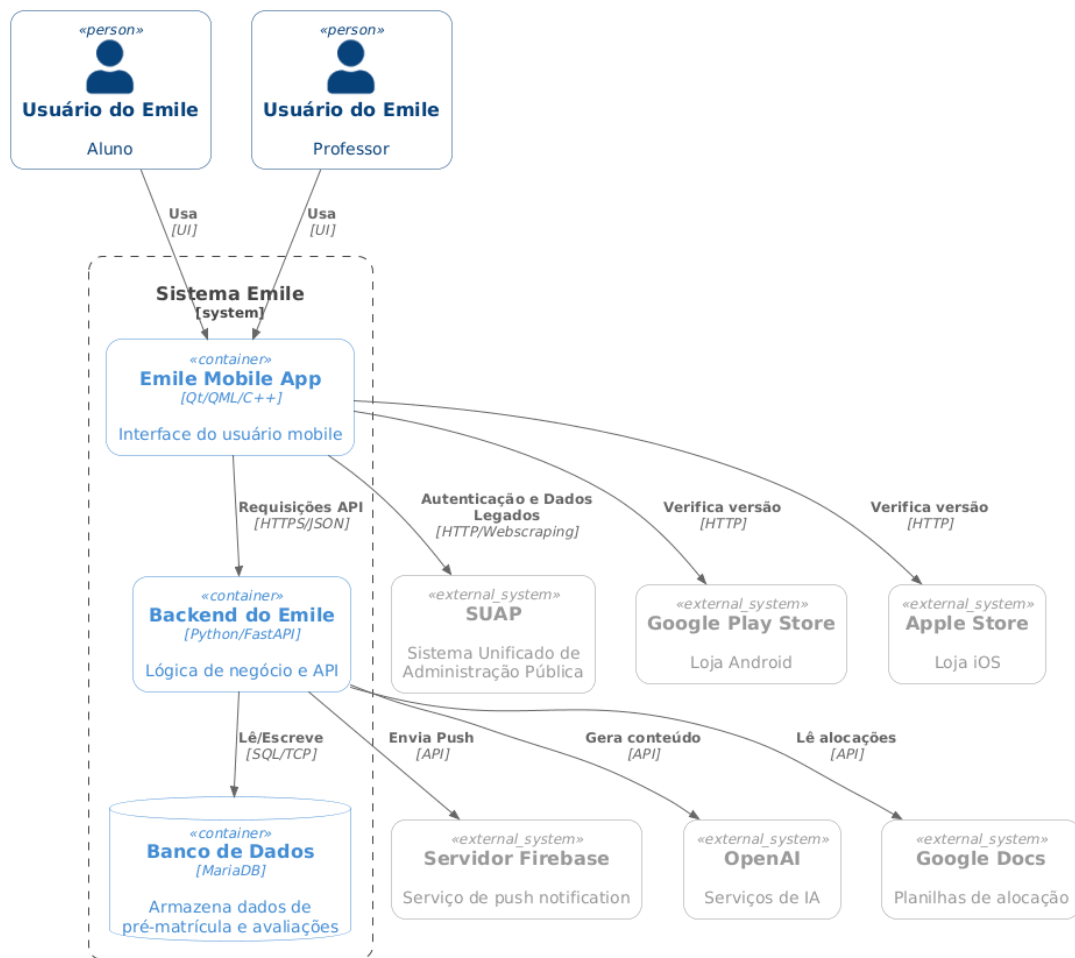 «person»
Usuário do Emile
Aluno
«person»
Usuário do Emile
Professor
Usa
[UI]
Usa
[UI]
Sistema Emile
[system]
«container»
Emile Mobile App
[Qt/QML/C++]
Interface do usuário mobile
Requisições API
[HTTPS/JSON]
Autenticação e Dados
Legados
[HTTP/Webscraping]
Verifica versão
[HTTP]
Verifica versão
[HTTP]
«container»
Backend do Emile
[Python/FastAPI]
Lógica de negócio e API
«external_system»
SUAP
Sistema Unificado de
Administração Pública
«external_system»
Google Play Store
Loja Android
«external_system»
Apple Store
Loja iOS
Lê/Escreve
[SQL/TCP]
Envia Push
[API]
Gera conteúdo
[API]
Lê alocações
[API]
«container»
Banco de Dados
[MariaDB]
Armazena dados de
pré-matrícula e avaliações
«external_system»
Servidor Firebase
Serviço de push notification
«external_system»
OpenAI
Serviços de IA
«external_system»
Google Docs
Planilhas de alocação